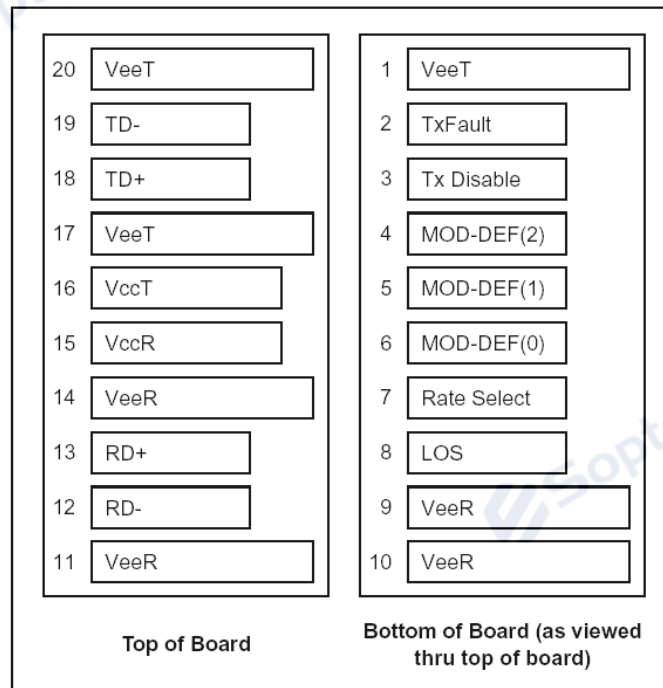 20 VeeT
19 TD-
18 TD+
17 VeeT
16 VccT
15 VccR
14 VeeR
13 RD+
12 RD-
11 VeeR
Top of Board
1 VeeT
2 TxFault
3 Tx Disable
4 MOD-DEF(2)
5 MOD-DEF(1)
6 MOD-DEF(0)
7 Rate Select
8 LOS
9 VeeR
10 VeeR
Bottom of Board (as viewed
thru top of board)